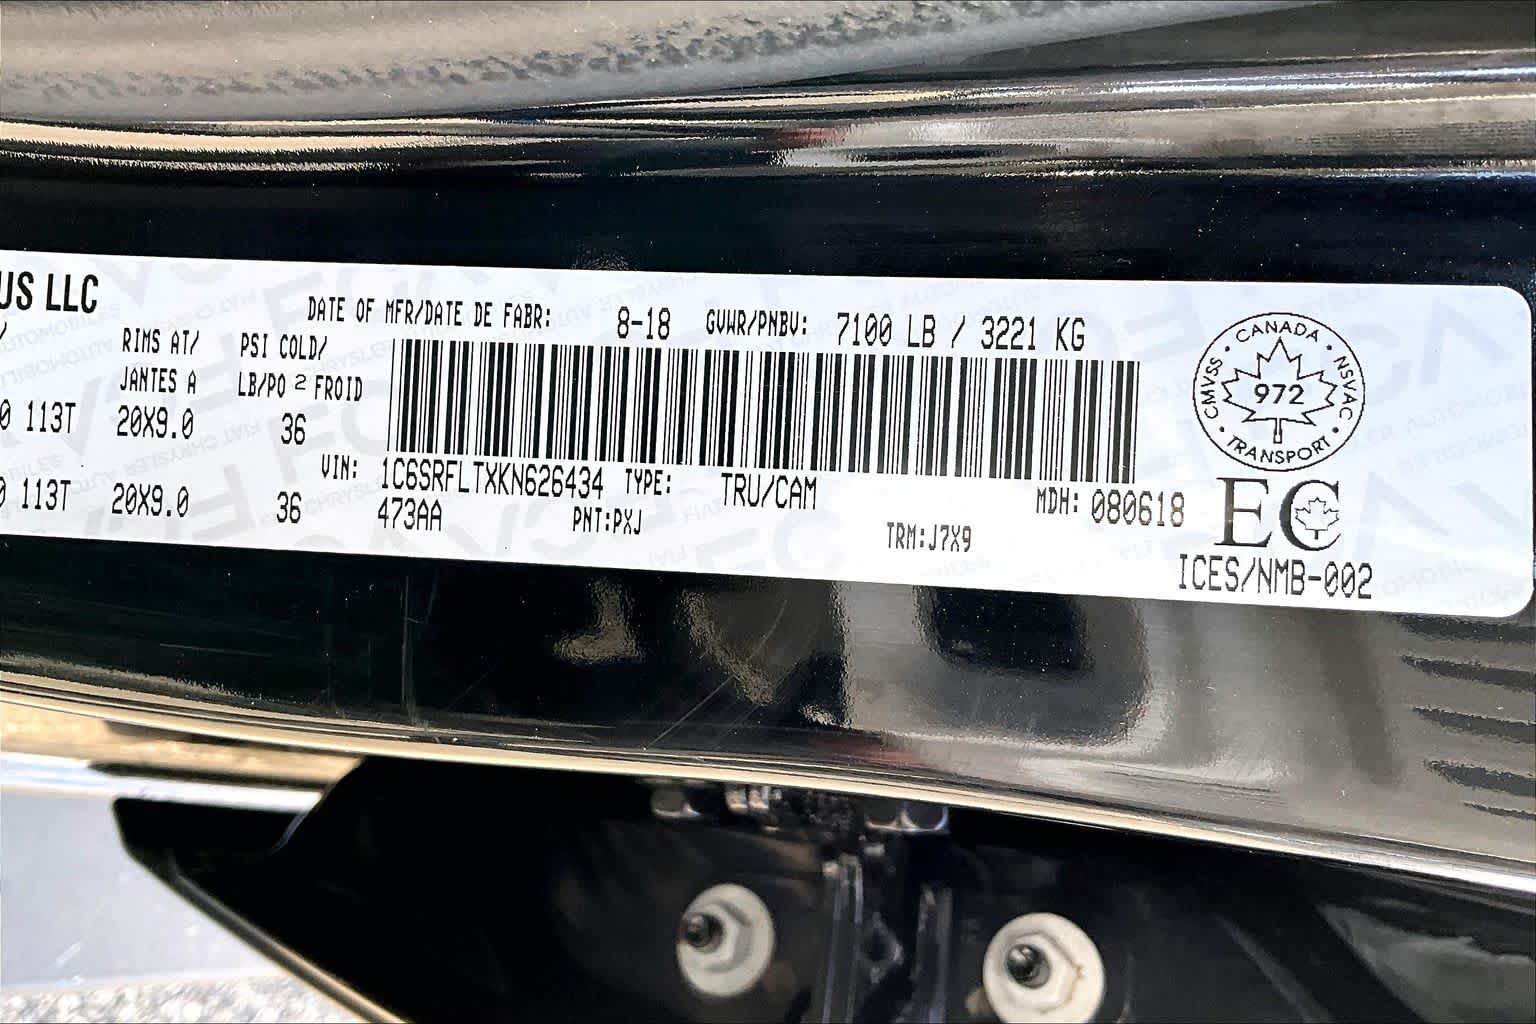 US LLC
DATE OF MFR/DATE DE FABR: 8-18 GVWR/PNBV: 7100 LB / 3221 KG
RIMS AT/ PSI COLD/
JANTES A LB/PO 2 FROID
0 113T 20X9.0 36
VIN: 1C6SRFLTXKN626434 TYPE: TRU/CAM MDH: 080618
0 113T 20X9.0 36 473AA PNT:PXJ TRM:J7X9
CANADA
CMVSS 972 NSVAC
TRANSPORT
EC
ICES/NMB-002